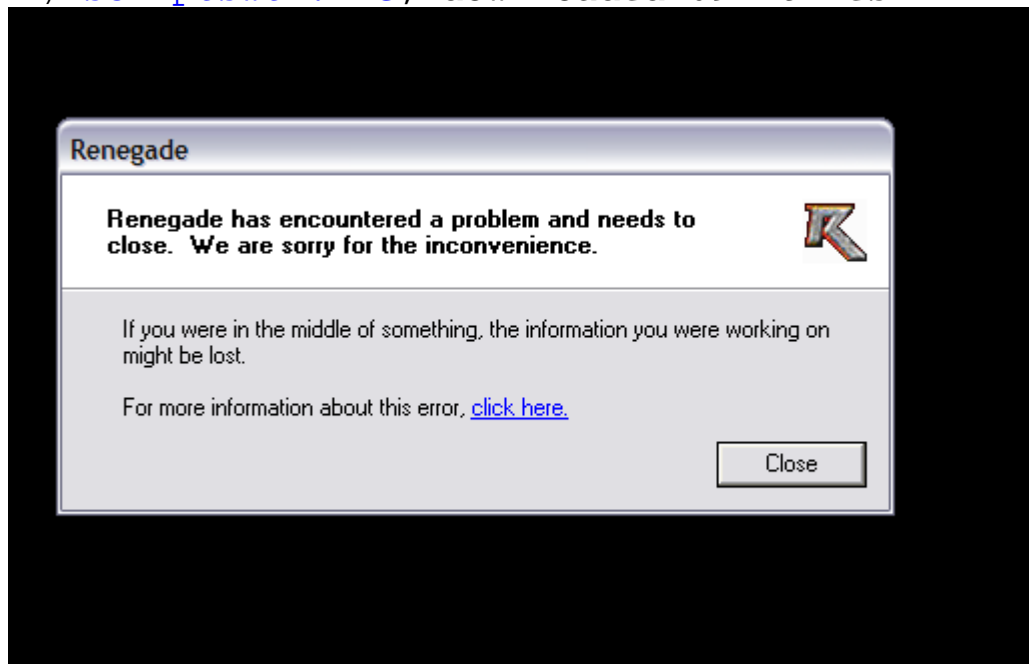 Renegade
Renegade has encountered a problem and needs to
close. We are sorry for the inconvenience.
If you were in the middle of something, the information you were working on
might be lost.
For more information about this error, click here.
Close